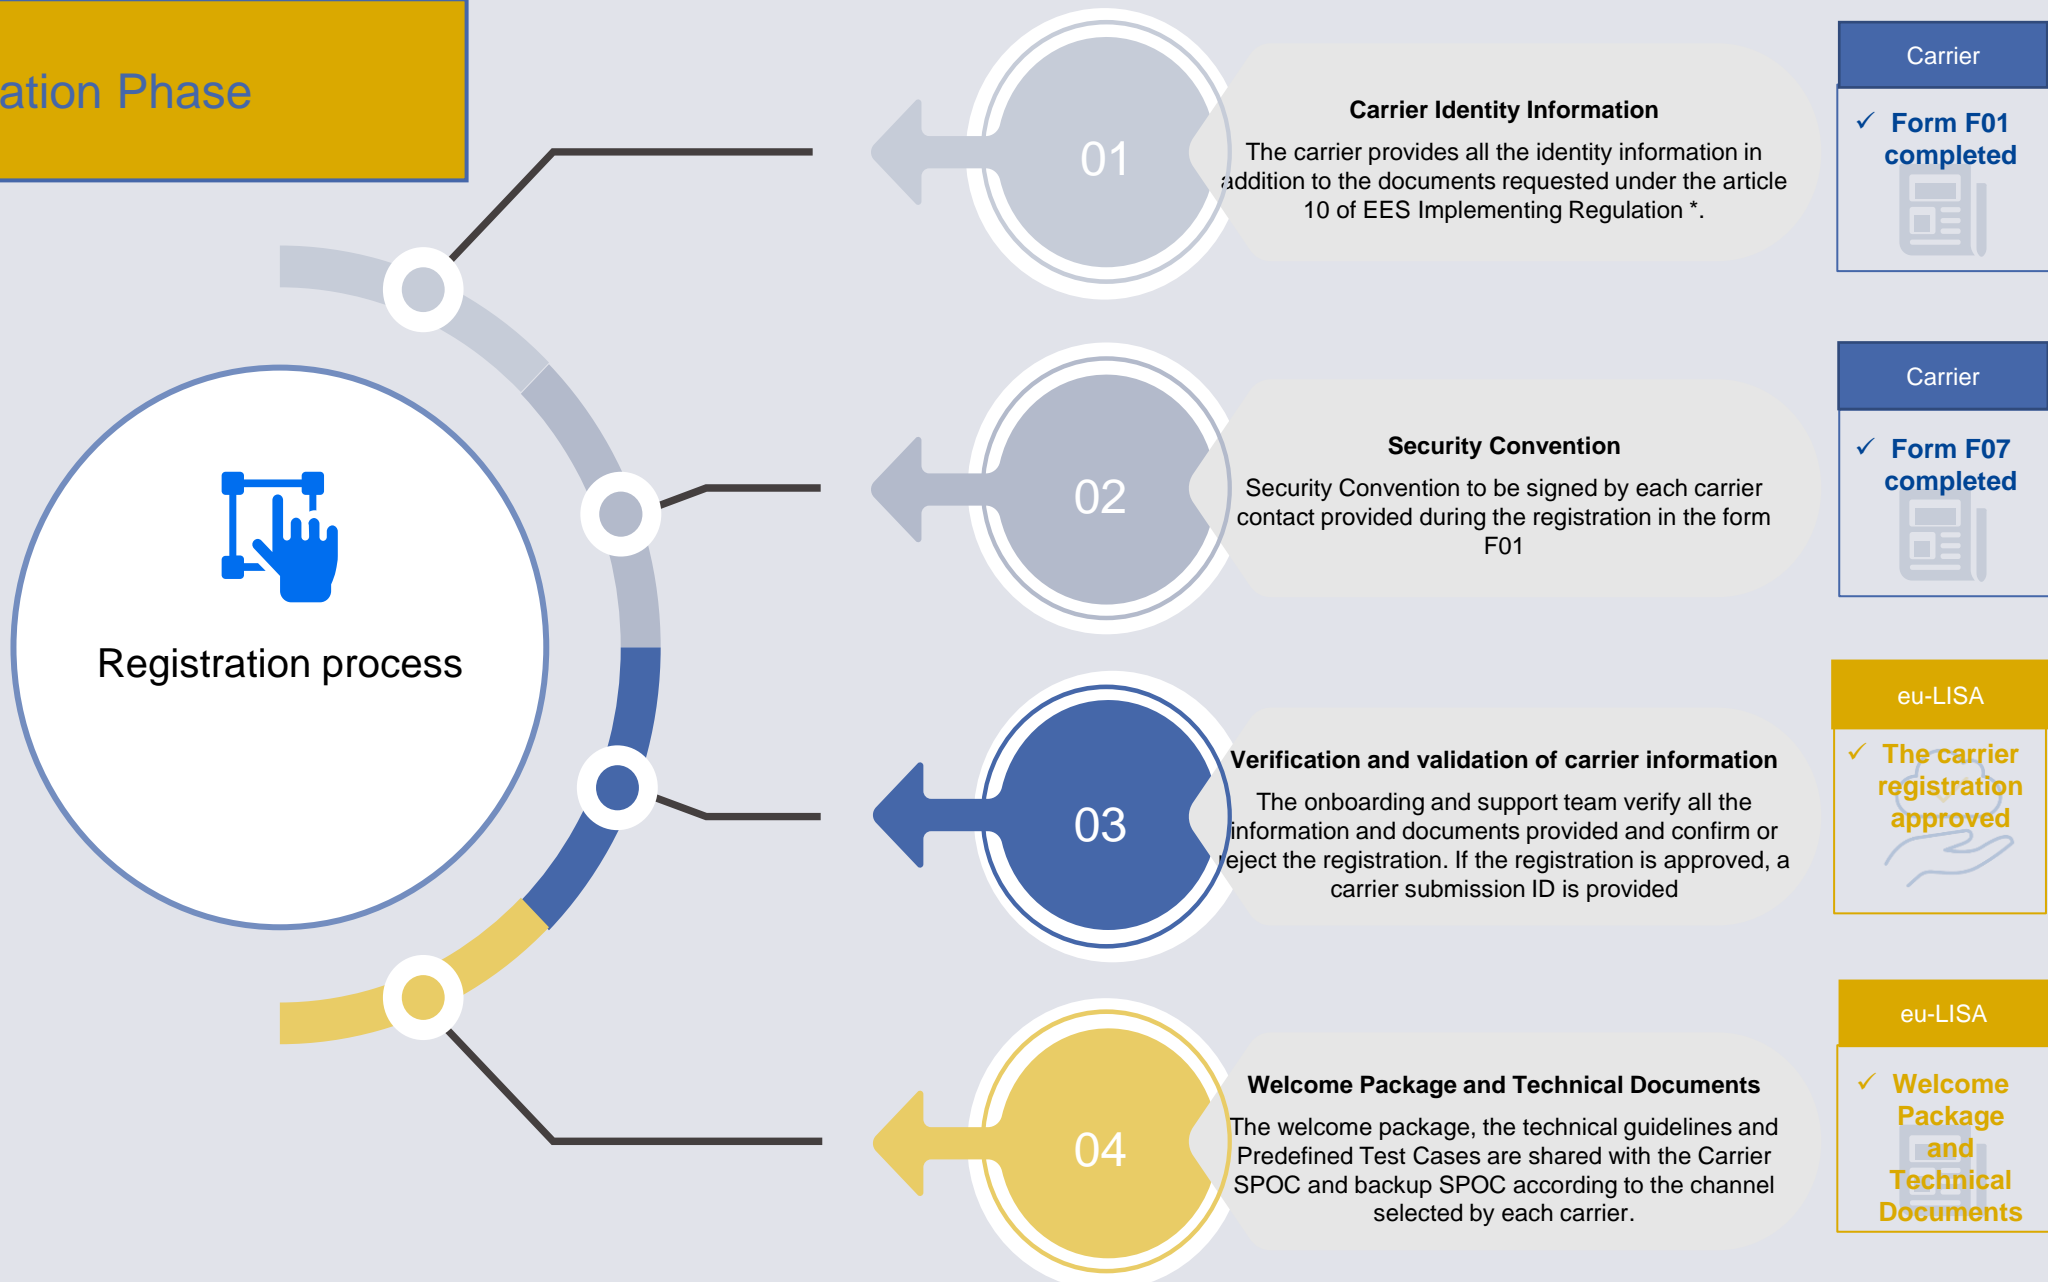 ation Phase
Registration process
01
Carrier Identity Information
The carrier provides all the identity information in
addition to the documents requested under the article
10 of EES Implementing Regulation *.
Carrier
✓ Form F01
completed
02
Security Convention
Security Convention to be signed by each carrier
contact provided during the registration in the form
F01
Carrier
✓ Form F07
completed
03
Verification and validation of carrier information
The onboarding and support team verify all the
information and documents provided and confirm or
reject the registration. If the registration is approved, a
carrier submission ID is provided
eu-LISA
✓ The carrier
registration
approved
04
Welcome Package and Technical Documents
The welcome package, the technical guidelines and
Predefined Test Cases are shared with the Carrier
SPOC and backup SPOC according to the channel
selected by each carrier.
eu-LISA
✓ Welcome
Package
and
Technical
Documents